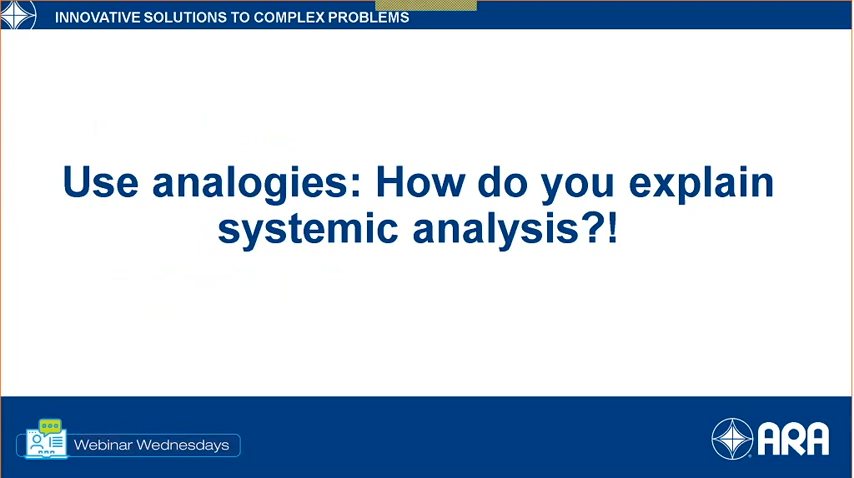 INNOVATIVE SOLUTIONS TO COMPLEX PROBLEMS
Use analogies: How do you explain
systemic analysis?!
Webinar Wednesdays
ARA